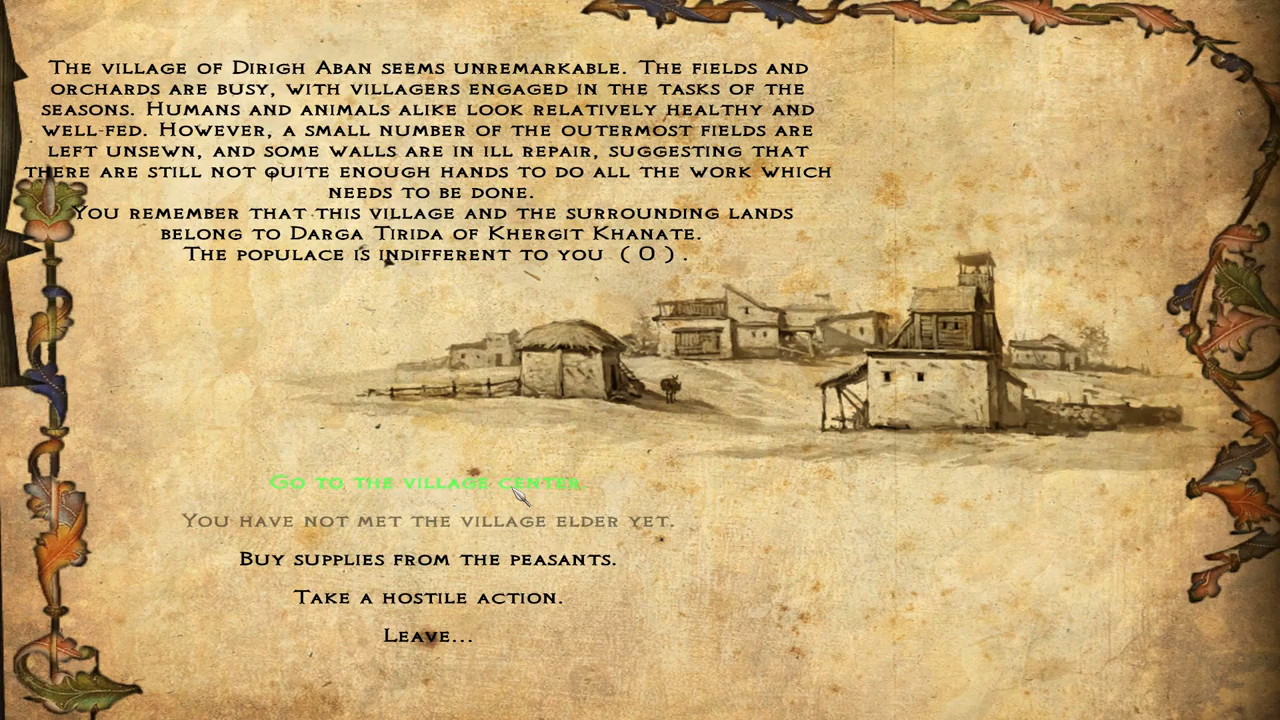 The village of Dirigh Aban seems unremarkable. The fields and
orchards are busy, with villagers engaged in the tasks of the
seasons. Humans and animals alike look relatively healthy and
well-fed. However, a small number of the outermost fields are
left unsewn, and some walls are in ill repair, suggesting that
there are still not quite enough hands to do all the work which
needs to be done.
You remember that this village and the surrounding lands
belong to Darga Tirida of Khergit Khanate.
The populace is indifferent to you (0).
Go to the village center.
You have not met the village elder yet.
Buy supplies from the peasants.
Take a hostile action.
Leave...